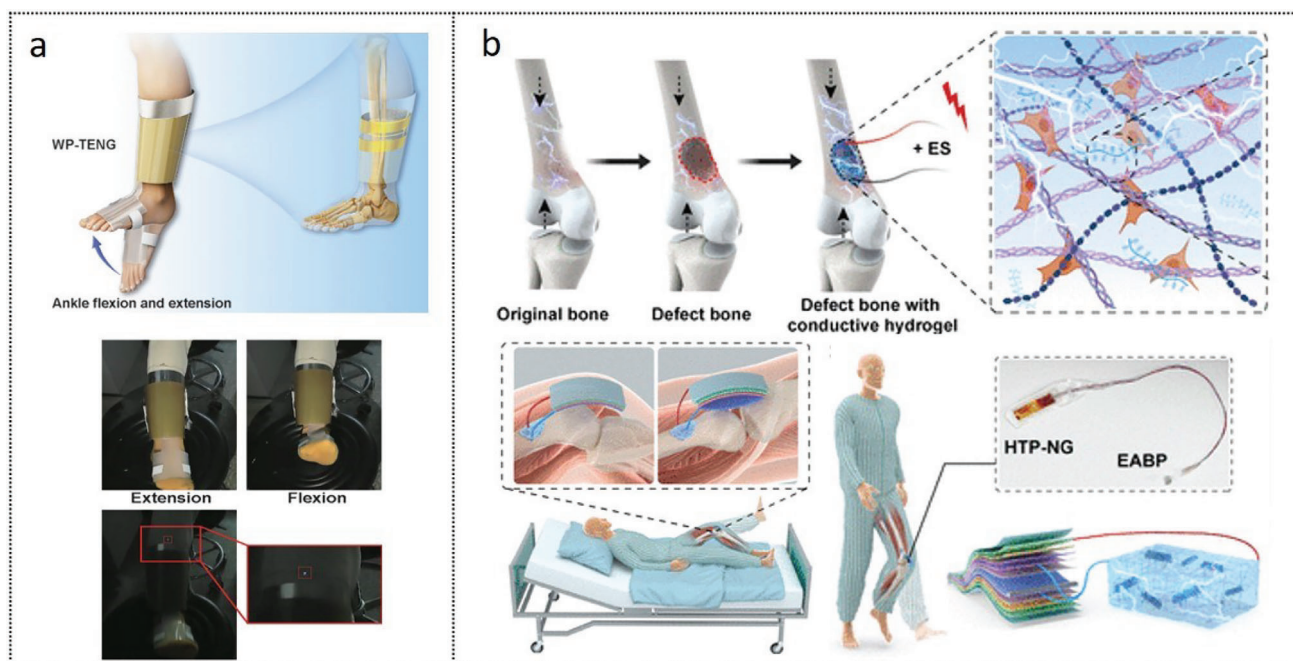 a
WP-TENG
Ankle flexion and extension
Extension
Flexion
b
+ ES
Original bone
Defect bone
Defect bone with
conductive hydrogel
HTP-NG
EABP